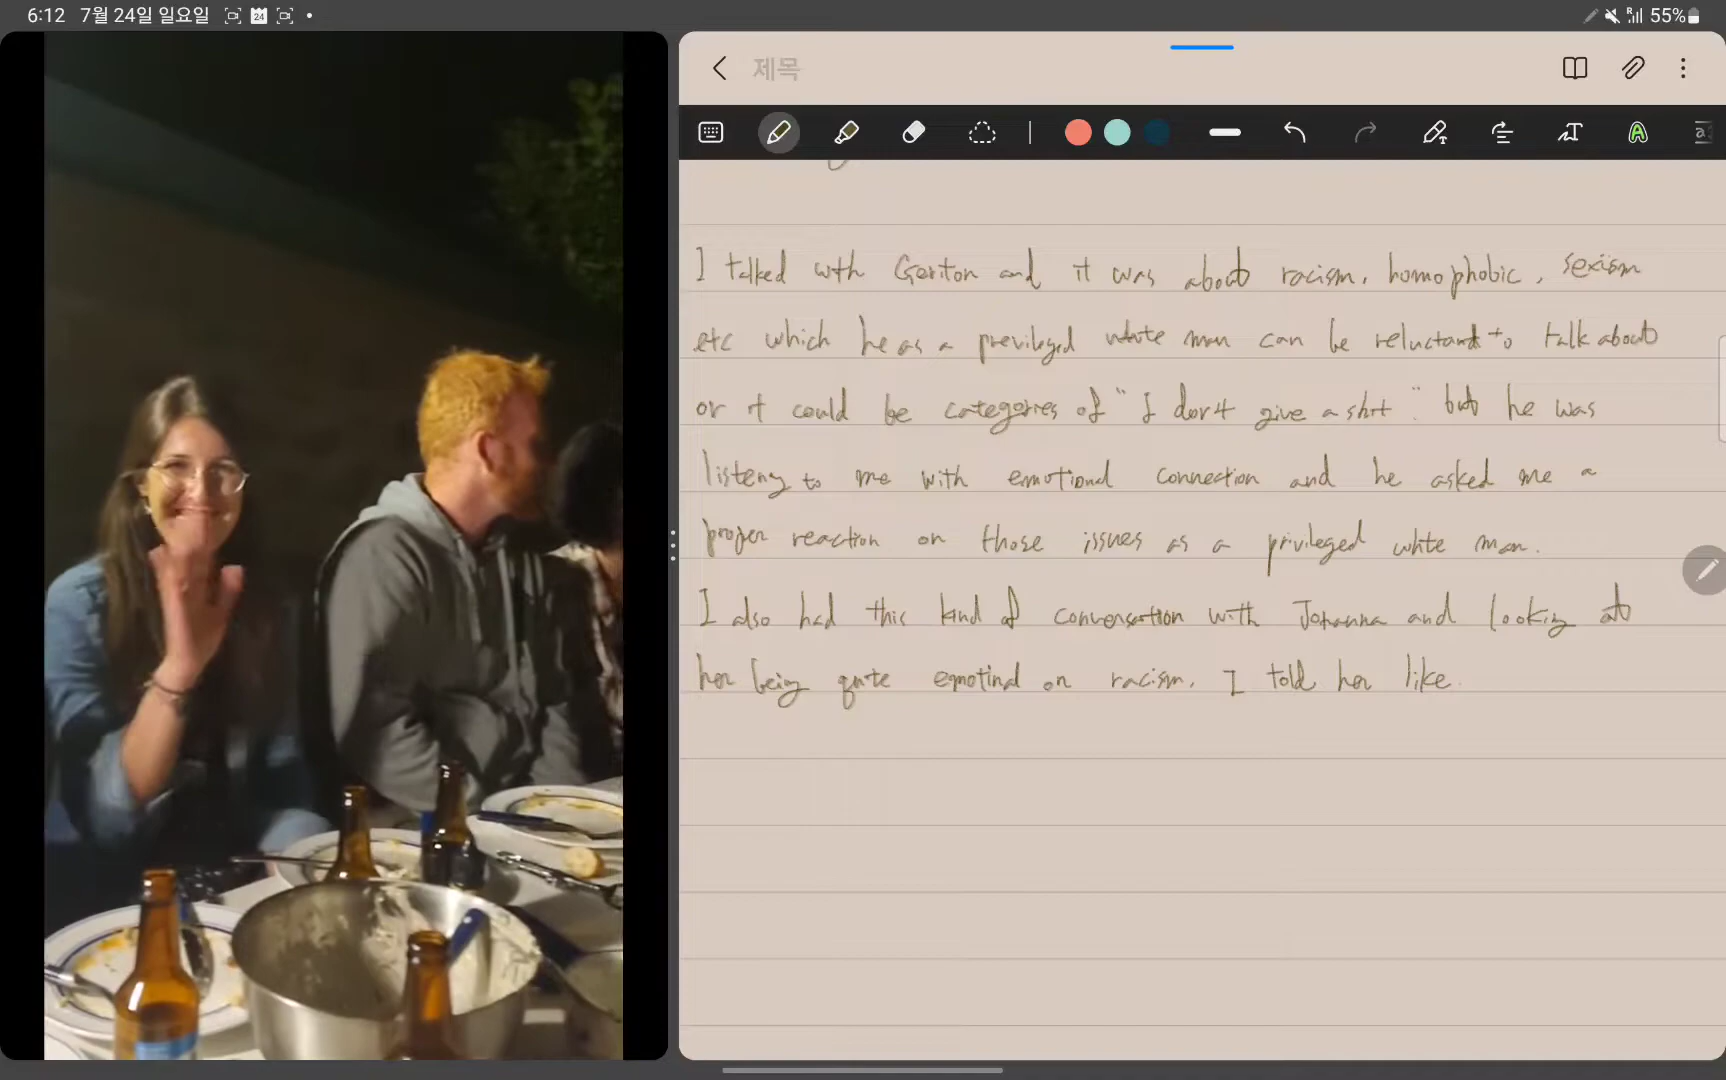 6:12 7월 24일 일요일 24 R 55%
제목
I talked with Geriton and it was about racism, homophobic, sexism
etc which he as a previleged white man can be reluctant to talk about
or it could be categories of "I don't give a shit" but he was
listeny to me with emotional connection and he asked me a
proper reaction on those issues as a privileged white man.
I also had this kind of conversation with Johanna and looking at
her being quite emotinal on racism. I told her like.